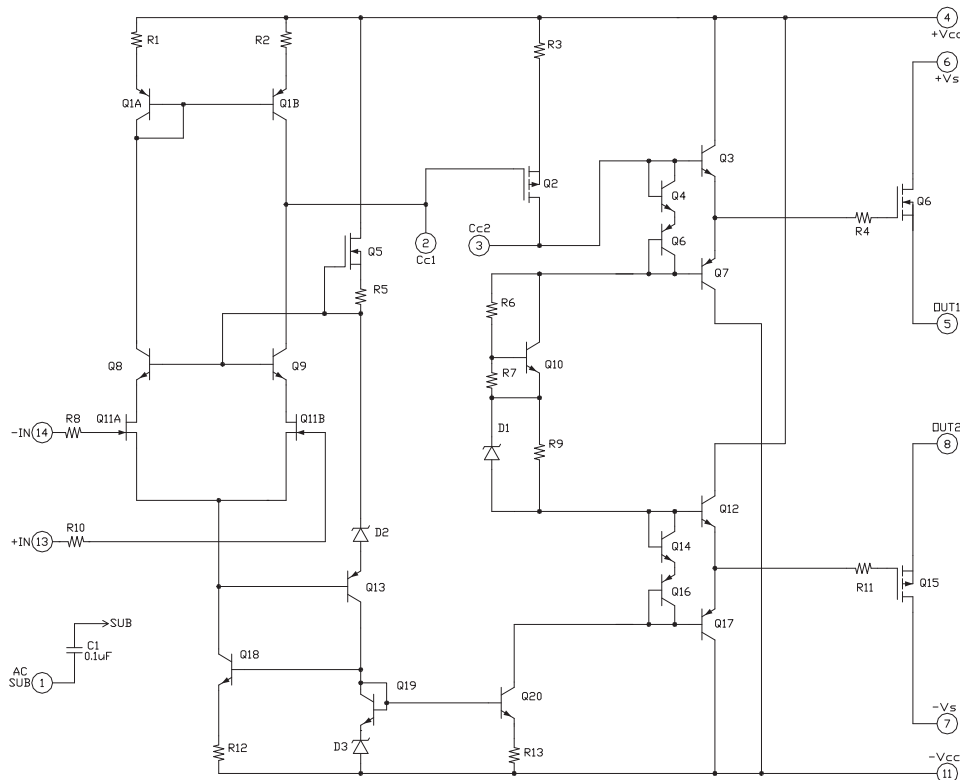 R1
R2
R3
4
+Vcc
6
+Vs
Q1A
Q1B
Q3
Q2
Q4
Q6
R4
Q6
2
Cc1
Cc2
3
Q5
Q7
R5
R6
OUT1
5
Q8
Q9
Q10
R7
-IN 14
R8
Q11A
Q11B
D1
R9
OUT2
8
Q12
+IN 13
R10
D2
Q14
Q13
Q16
R11
Q15
SUB
C1
0.1uF
Q17
AC
SUB 1
Q18
Q19
Q20
-Vs
7
R12
D3
R13
-Vcc
11